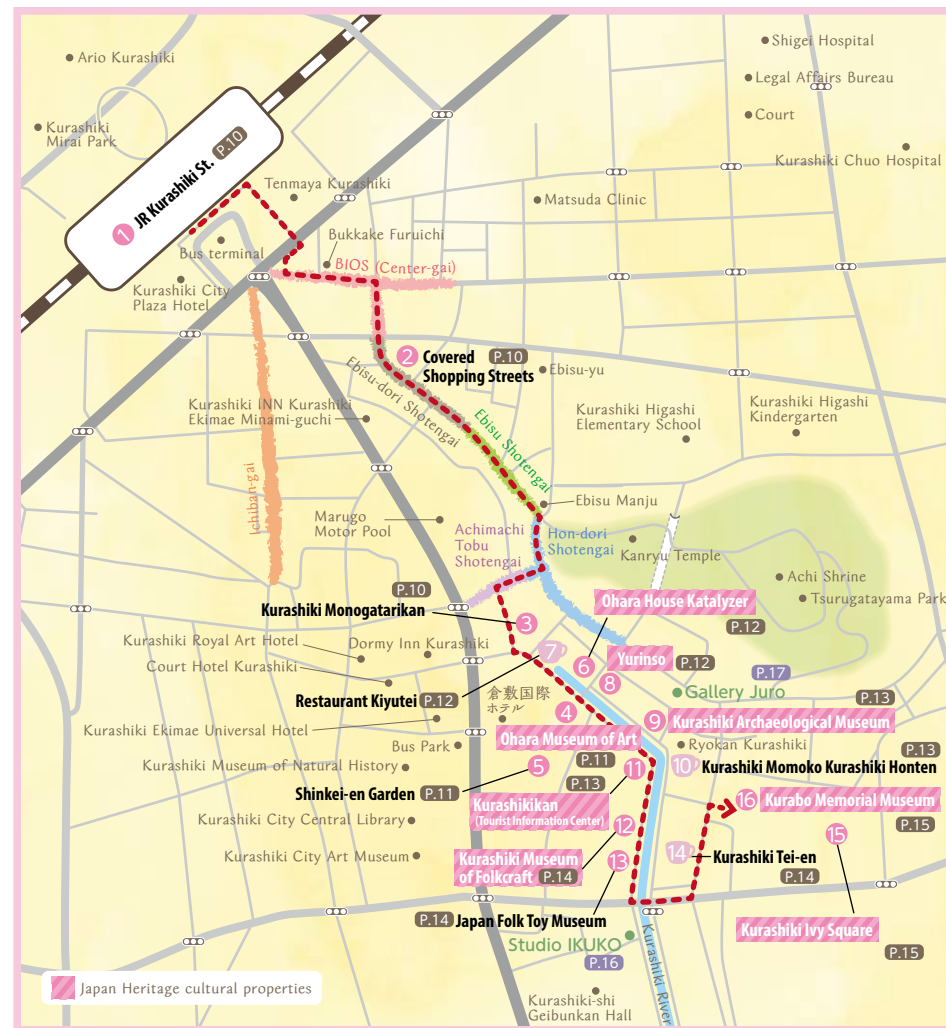 Ario Kurashiki
Shigei Hospital
Legal Affairs Bureau
Court
Kurashiki
Mirai Park
Kurashiki Chuo Hospital
1 JR Kurashiki St. P.10
Tenmaya Kurashiki
Matsuda Clinic
Bus terminal
Bukkake Furuichi
BIOS (Center-gai)
Kurashiki City
Plaza Hotel
2 Covered
Shopping Streets
P.10
Ebisu-yu
Ebisu-dori Shotengai
Ebisu Shotengai
Kurashiki INN Kurashiki
Ekimae Minami-guchi
Kurashiki Higashi
Elementary School
Kurashiki Higashi
Kindergarten
Ichiban-gai
Ebisu Manju
Marugo
Motor Pool
Achimachi
Tobu
Shotengai
Hon-dori
Shotengai
Kanryu Temple
Achi Shrine
Tsurugatayama Park
P.10
Kurashiki Monogatarikan
3
Ohara House Katalyzer
P.12
Kurashiki Royal Art Hotel
Dormy Inn Kurashiki
7
6
Yurinso
P.12
Court Hotel Kurashiki
8
P.17
Gallery Juro
Restaurant Kiyutei P.12
倉敷国際
ホテル
4
P.13
9 Kurashiki Archaeological Museum
Kurashiki Ekimae Universal Hotel
Bus Park
Ohara Museum of Art
P.11
Ryokan Kurashiki
P.13
Kurashiki Museum of Natural History
5
11
10 Kurashiki Momoko Kurashiki Honten
P.13
Shinkei-en Garden P.11
Kurashikikan
(Tourist Information Center)
16 Kurabo Memorial Museum
P.15
Kurashiki City Central Library
12
15
Kurashiki City Art Museum
Kurashiki Museum
of Folkcraft P.14
13
14 Kurashiki Tei-en
P.14
P.14 Japan Folk Toy Museum
Kurashiki Ivy Square
P.15
Studio IKUKO
P.16
Kurashiki River
Japan Heritage cultural properties
Kurashiki-shi
Geibunkan Hall